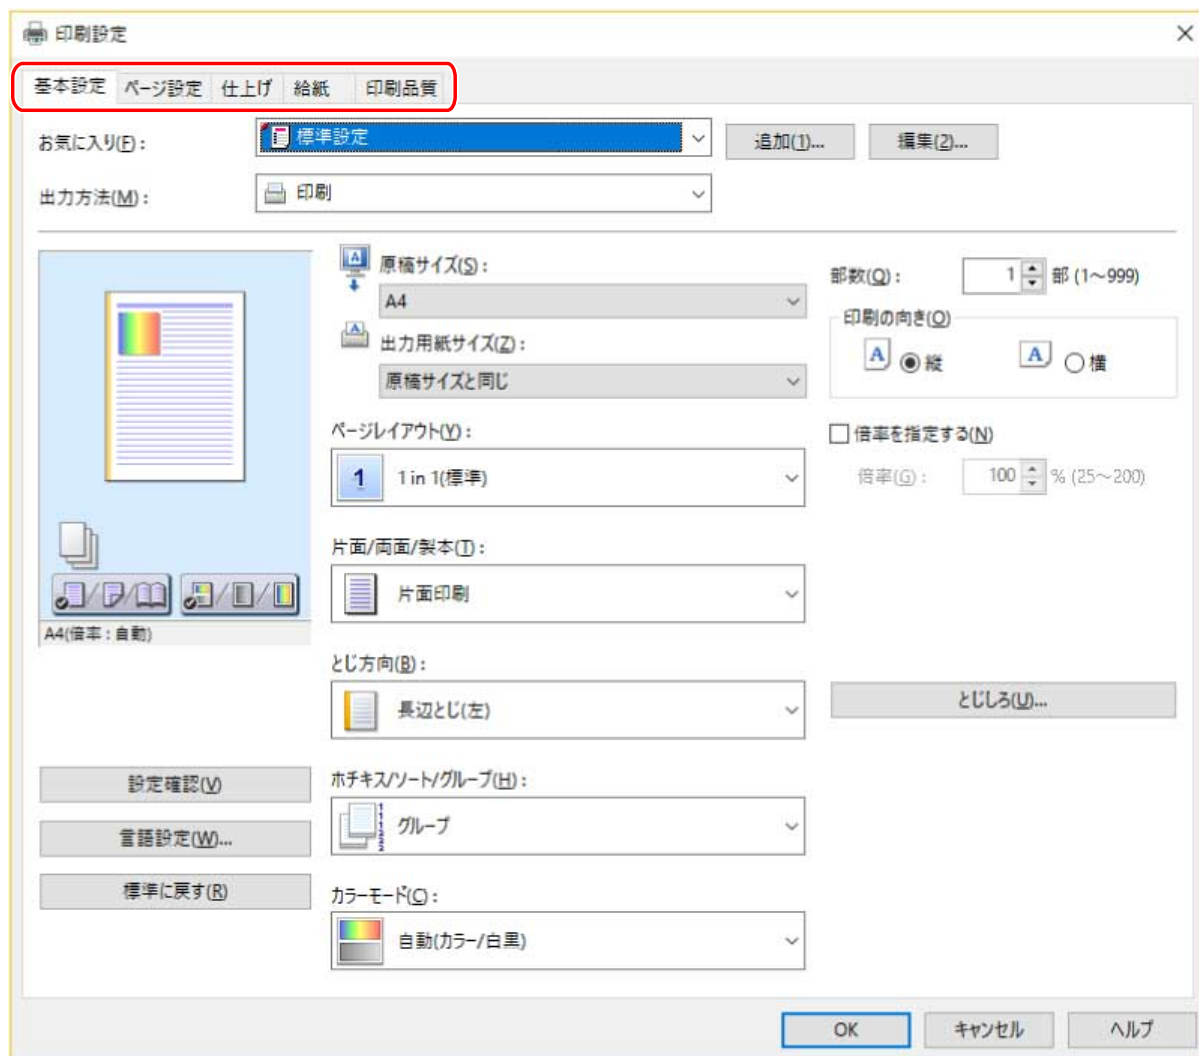 印刷設定
基本設定 ページ設定 仕上げ 給紙 印刷品質
お気に入り(F): 標準設定 追加(1)... 編集(2)...
出力方法(M): 印刷
原稿サイズ(S):
A4
部数(Q): 1 部 (1~999)
出力用紙サイズ(Z):
原稿サイズと同じ
印刷の向き(O)
A 縦 A 横
ページレイアウト(Y):
1 1 in 1(標準)
倍率を指定する(N)
倍率(G): 100 % (25~200)
片面/両面/製本(T):
片面印刷
A4(倍率:自動)
とじ方向(B):
長辺とじ(左)
とじしろ(U)...
設定確認(V)
言語設定(W)...
標準に戻す(R)
ホチキス/ソート/グループ(H):
グループ
カラーモード(C):
自動(カラー/白黒)
OK キャンセル ヘルプ